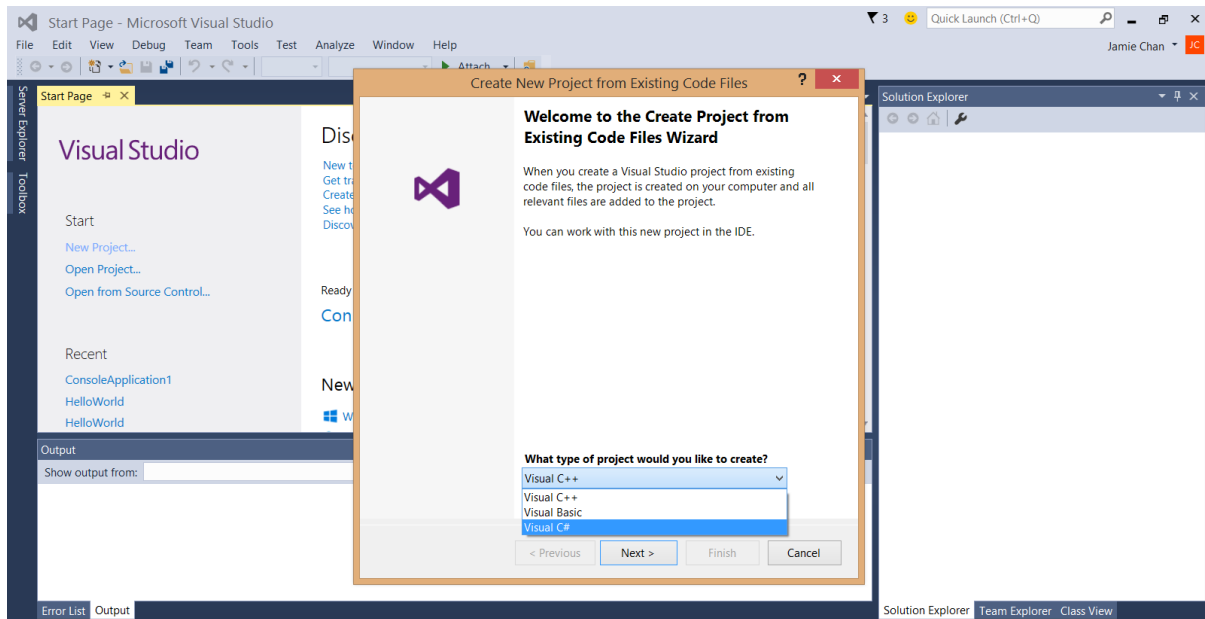 Start Page - Microsoft Visual Studio
3
Quick Launch (Ctrl+Q)
File Edit View Debug Team Tools Test Analyze Window Help
Jamie Chan
JC
Attach
Server Explorer
Toolbox
Start Page
Visual Studio
Start
New Project...
Open Project...
Open from Source Control...
Recent
ConsoleApplication1
HelloWorld
HelloWorld
New t
Get tr
Create
See ho
Discov
Ready
Con
New
W
Create New Project from Existing Code Files
?
Welcome to the Create Project from
Existing Code Files Wizard
When you create a Visual Studio project from existing
code files, the project is created on your computer and all
relevant files are added to the project.
You can work with this new project in the IDE.
What type of project would you like to create?
Visual C++
Visual C++
Visual Basic
Visual C#
< Previous
Next >
Finish
Cancel
Solution Explorer
Output
Show output from:
Error List Output
Solution Explorer Team Explorer Class View